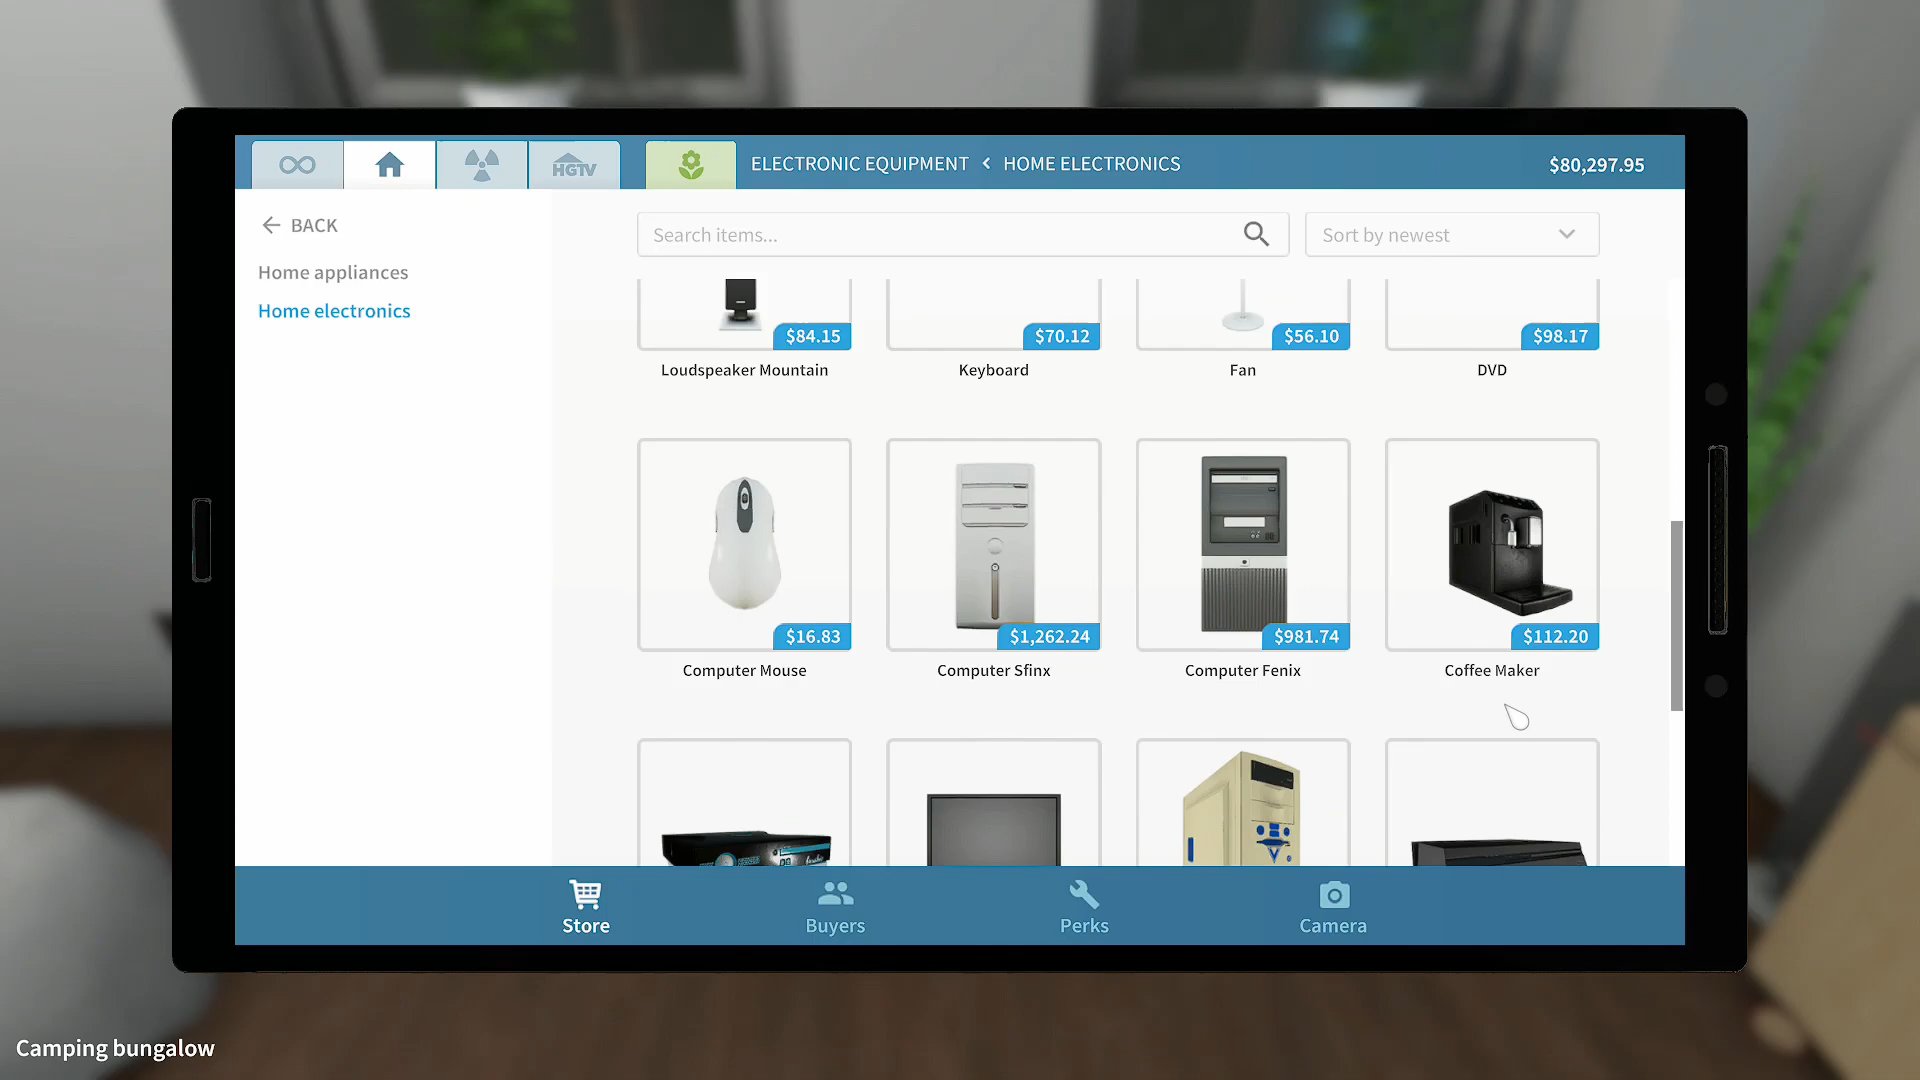 HGTV
ELECTRONIC EQUIPMENT < HOME ELECTRONICS
$80,297.95
BACK
Home appliances
Home electronics
Search items...
Sort by newest
$84.15
$70.12
$56.10
$98.17
Loudspeaker Mountain
Keyboard
Fan
DVD
$16.83
$1,262.24
$981.74
$112.20
Computer Mouse
Computer Sfinx
Computer Fenix
Coffee Maker
Store
Buyers
Perks
Camera
Camping bungalow